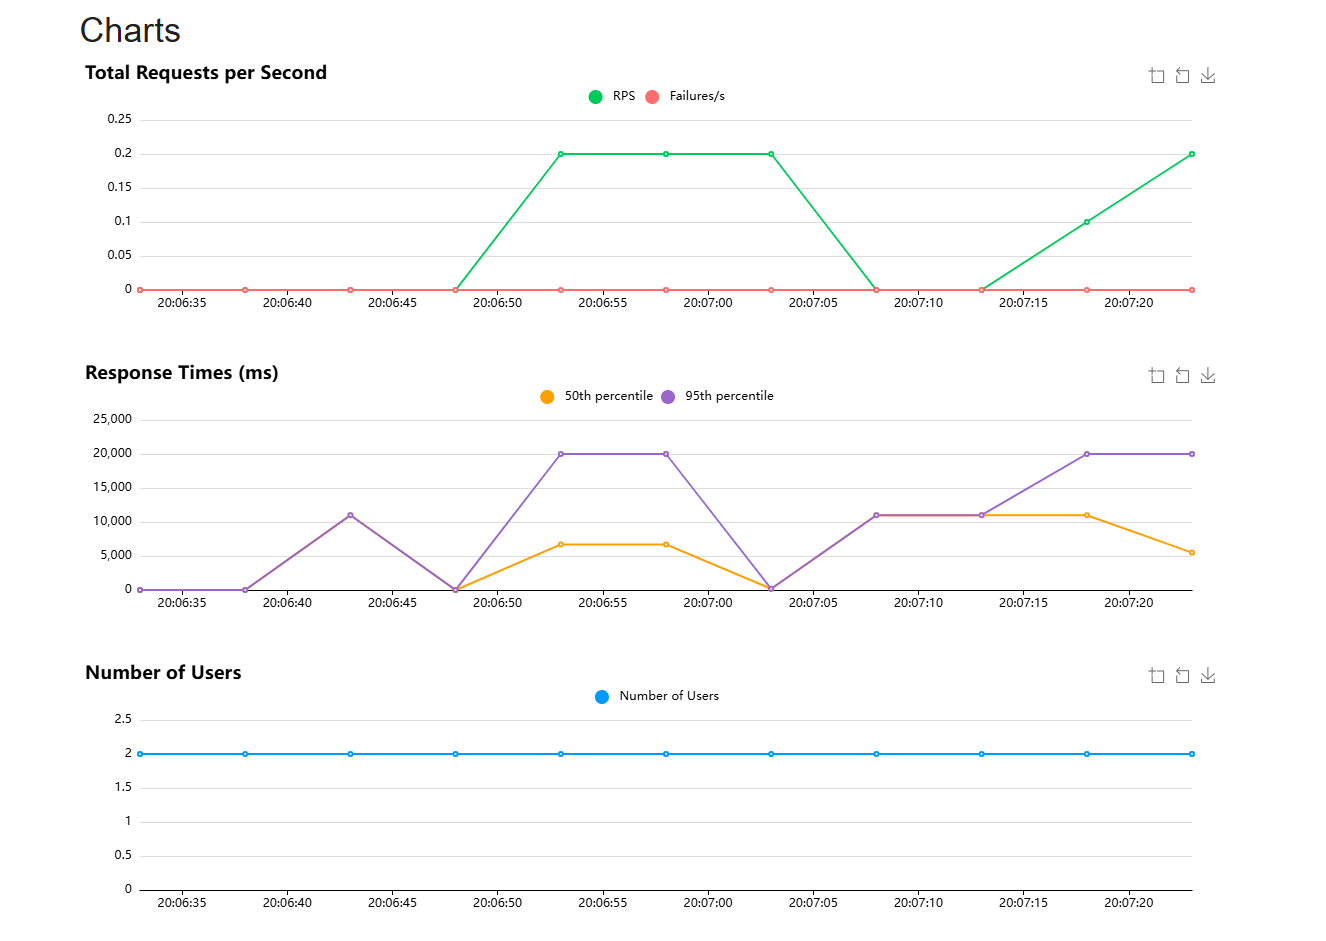 Charts
Total Requests per Second
RPS Failures/s
0.25
0.2
0.15
0.1
0.05
0
20:06:35 20:06:40 20:06:45 20:06:50 20:06:55 20:07:00 20:07:05 20:07:10 20:07:15 20:07:20
Response Times (ms)
50th percentile 95th percentile
25,000
20,000
15,000
10,000
5,000
0
20:06:35 20:06:40 20:06:45 20:06:50 20:06:55 20:07:00 20:07:05 20:07:10 20:07:15 20:07:20
Number of Users
Number of Users
2.5
2
1.5
1
0.5
0
20:06:35 20:06:40 20:06:45 20:06:50 20:06:55 20:07:00 20:07:05 20:07:10 20:07:15 20:07:20